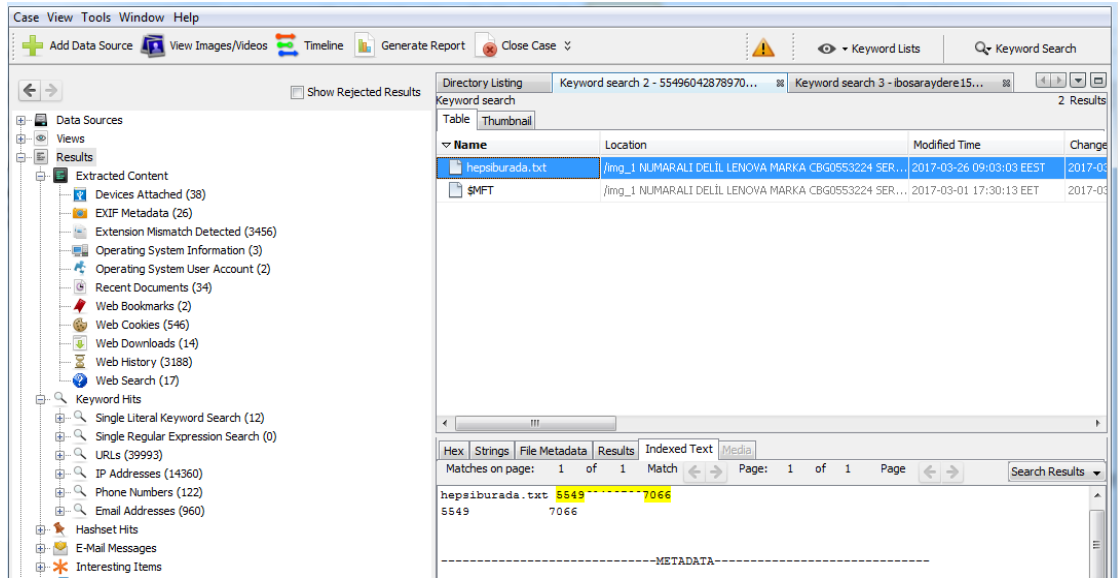 Case View Tools Window Help
Add Data Source View Images/Videos Timeline Generate Report Close Case Keyword Lists Keyword Search
Show Rejected Results
Data Sources
Views
Results
Extracted Content
Devices Attached (38)
EXIF Metadata (26)
Extension Mismatch Detected (3456)
Operating System Information (3)
Operating System User Account (2)
Recent Documents (34)
Web Bookmarks (2)
Web Cookies (546)
Web Downloads (14)
Web History (3188)
Web Search (17)
Keyword Hits
Single Literal Keyword Search (12)
Single Regular Expression Search (0)
URLs (39993)
IP Addresses (14360)
Phone Numbers (122)
Email Addresses (960)
Hashset Hits
E-Mail Messages
Interesting Items
Directory Listing Keyword search 2 - Keyword search 3 - ibosaraydere15...
Keyword search 2 Results
Table Thumbnail
Name Location Modified Time Change
hepsiburada.txt /img_1 NUMARALI DELİL LENOVA MARKA CBG0553224 SER... 2017-03-26 09:03:03 EEST 2017-03
$MFT /img_1 NUMARALI DELİL LENOVA MARKA CBG0553224 SER... 2017-03-01 17:30:13 EET 2017-03
Hex Strings File Metadata Results Indexed Text Media
Matches on page: 1 of 1 Match Page: 1 of 1 Page Search Results
hepsiburada.txt 5549 7066
5549 7066
------------------------------METADATA------------------------------